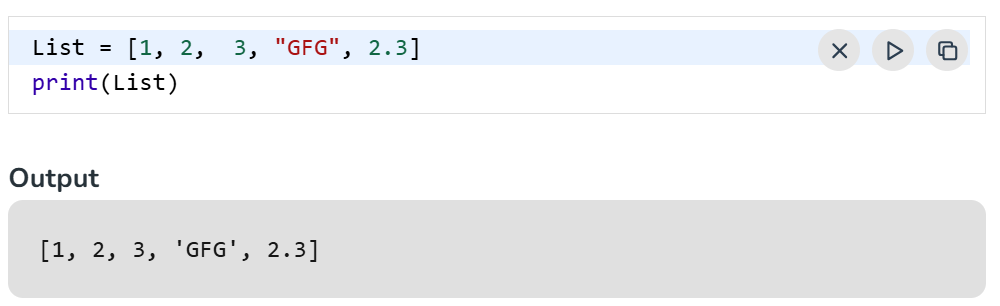 List = [1, 2,  3, "GFG", 2.3]
print(List)
Output
[1, 2, 3, 'GFG', 2.3]